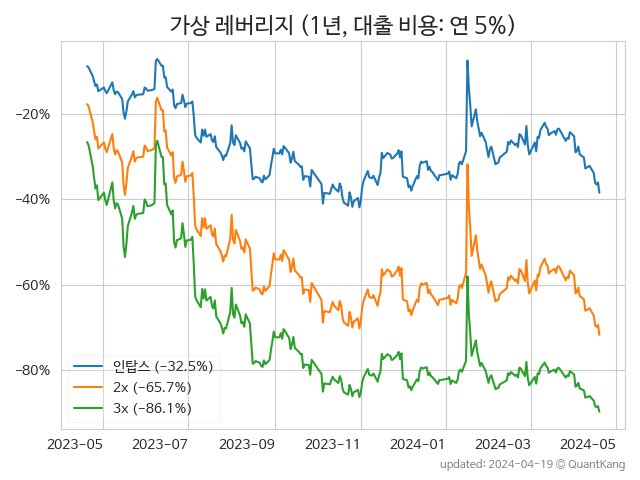 가상 레버리지 (1년, 대출 비용: 연 5%)
−20%
−40%
−60%
−80%
인탑스 (−32.5%)
2x (−65.7%)
3x (−86.1%)
2023-05 2023-07 2023-09 2023-11 2024-01 2024-03 2024-05
updated: 2024-04-19 © QuantKang